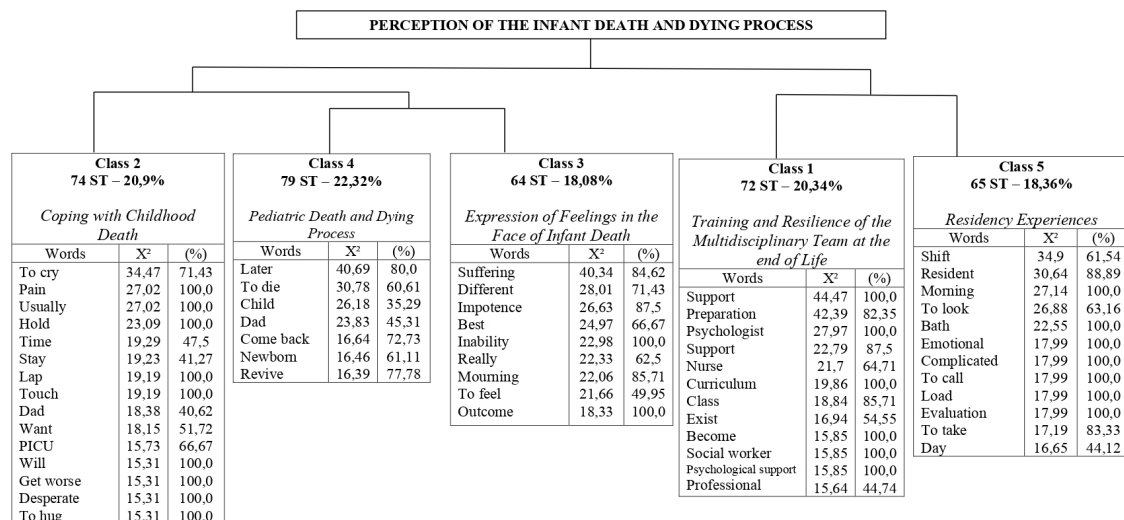 PERCEPTION OF THE INFANT DEATH AND DYING PROCESS
Class 2
74 ST – 20,9%
Coping with Childhood
Death
Words X² (%)
To cry 34,47 71,43
Pain 27,02 100,0
Usually 27,02 100,0
Hold 23,09 100,0
Time 19,29 47,5
Stay 19,23 41,27
Lap 19,19 100,0
Touch 19,19 100,0
Dad 18,38 40,62
Want 18,15 51,72
PICU 15,73 66,67
Will 15,31 100,0
Get worse 15,31 100,0
Desperate 15,31 100,0
To hug 15,31 100,0
Class 4
79 ST – 22,32%
Pediatric Death and Dying
Process
Words X² (%)
Later 40,69 80,0
To die 30,78 60,61
Child 26,18 35,29
Dad 23,83 45,31
Come back 16,64 72,73
Newborn 16,46 61,11
Revive 16,39 77,78
Class 3
64 ST – 18,08%
Expression of Feelings in the
Face of Infant Death
Words X² (%)
Suffering 40,34 84,62
Different 28,01 71,43
Impotence 26,63 87,5
Best 24,97 66,67
Inability 22,98 100,0
Really 22,33 62,5
Mourning 22,06 85,71
To feel 21,66 49,95
Outcome 18,33 100,0
Class 1
72 ST – 20,34%
Training and Resilience of the
Multidisciplinary Team at the
end of Life
Words X² (%)
Support 44,47 100,0
Preparation 42,39 82,35
Psychologist 27,97 100,0
Support 22,79 87,5
Nurse 21,7 64,71
Curriculum 19,86 100,0
Class 18,84 85,71
Exist 16,94 54,55
Become 15,85 100,0
Social worker 15,85 100,0
Psychological support 15,85 100,0
Professional 15,64 44,74
Class 5
65 ST – 18,36%
Residency Experiences
Words X² (%)
Shift 34,9 61,54
Resident 30,64 88,89
Morning 27,14 100,0
To look 26,88 63,16
Bath 22,55 100,0
Emotional 17,99 100,0
Complicated 17,99 100,0
To call 17,99 100,0
Load 17,99 100,0
Evaluation 17,99 100,0
To take 17,19 83,33
Day 16,65 44,12